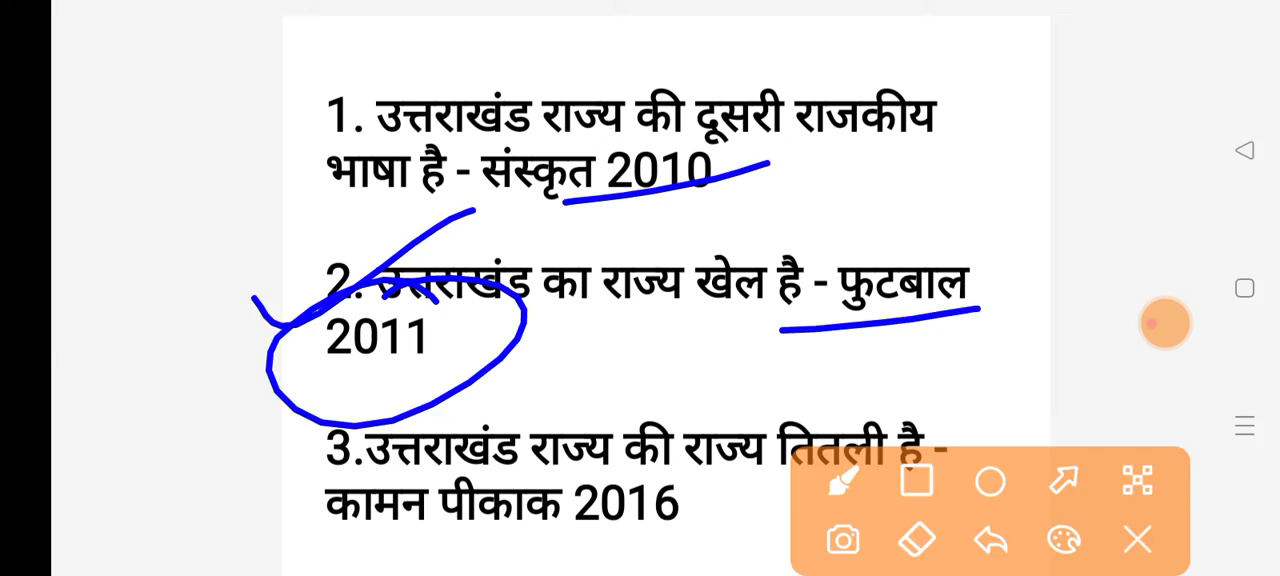 1. उत्तराखंड राज्य की दूसरी राजकीय
भाषा है - संस्कृत 2010
2. उत्तराखंड का राज्य खेल है - फुटबाल
2011
3.उत्तराखंड राज्य की राज्य तितली है -
कामन पीकाक 2016